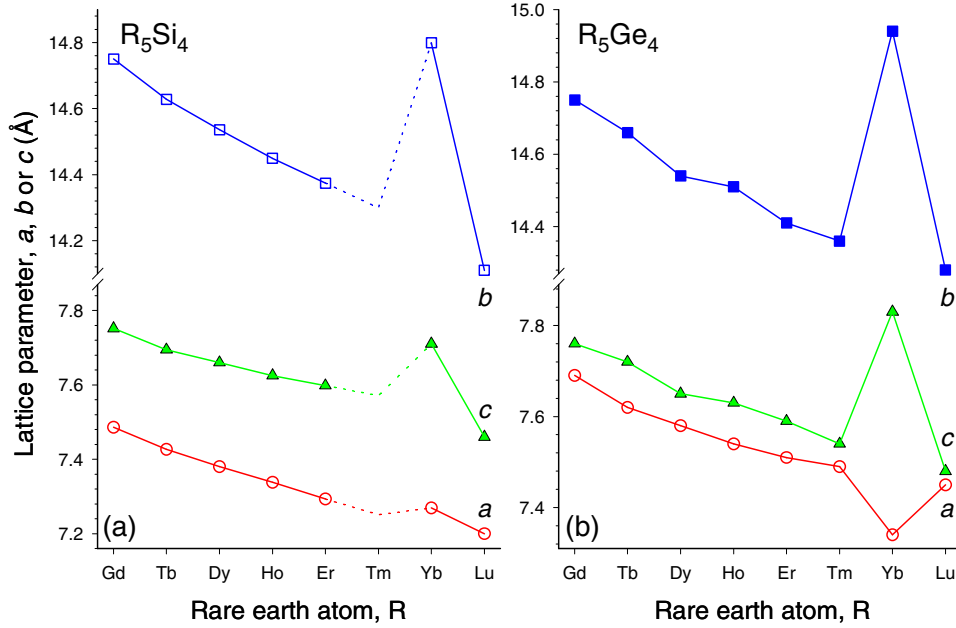 R5Si4
R5Ge4
Lattice parameter, a, b or c (Å)
14.8
14.6
14.4
14.2
7.8
7.6
7.4
7.2
b
c
a
(a)
Gd Tb Dy Ho Er Tm Yb Lu
Rare earth atom, R
15.0
14.8
14.6
14.4
7.8
7.6
7.4
b
c
a
(b)
Gd Tb Dy Ho Er Tm Yb Lu
Rare earth atom, R